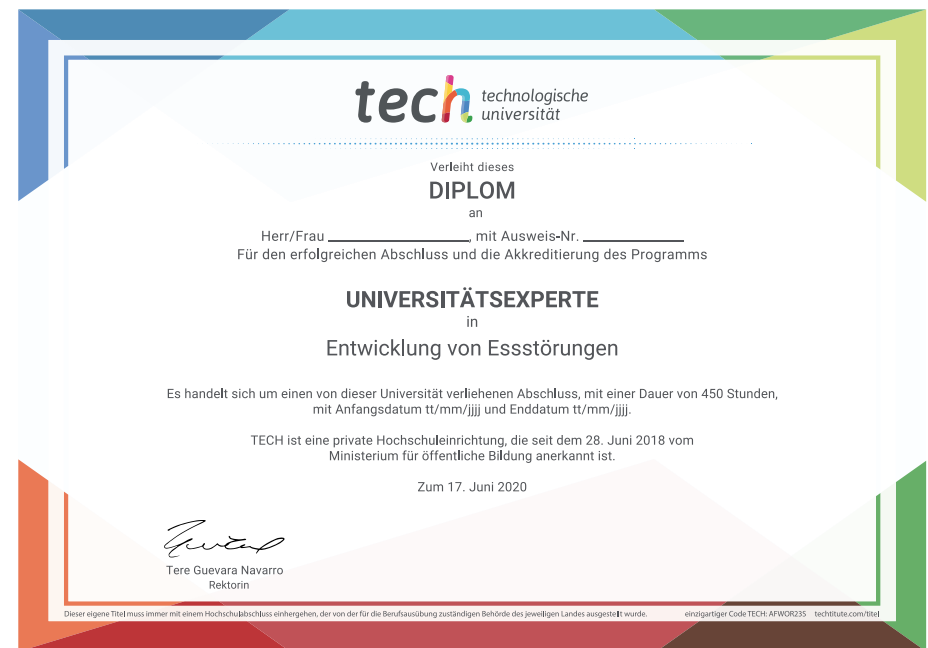 tech technologische
universität
Verleiht dieses
DIPLOM
an
Herr/Frau ____________________, mit Ausweis-Nr. ______________
Für den erfolgreichen Abschluss und die Akkreditierung des Programms
UNIVERSITÄTSEXPERTE
in
Entwicklung von Essstörungen
Es handelt sich um einen von dieser Universität verliehenen Abschluss, mit einer Dauer von 450 Stunden,
mit Anfangsdatum tt/mm/jjjj und Enddatum tt/mm/jjjj.
TECH ist eine private Hochschuleinrichtung, die seit dem 28. Juni 2018 vom
Ministerium für öffentliche Bildung anerkannt ist.
Zum 17. Juni 2020
Tere Guevara Navarro
Rektorin
Dieser eigene Titel muss immer mit einem Hochschulabschluss einhergehen, der von der für die Berufsausübung zuständigen Behörde des jeweiligen Landes ausgestellt wurde. einzigartiger Code TECH: AFWOR23S techtitute.com/titel